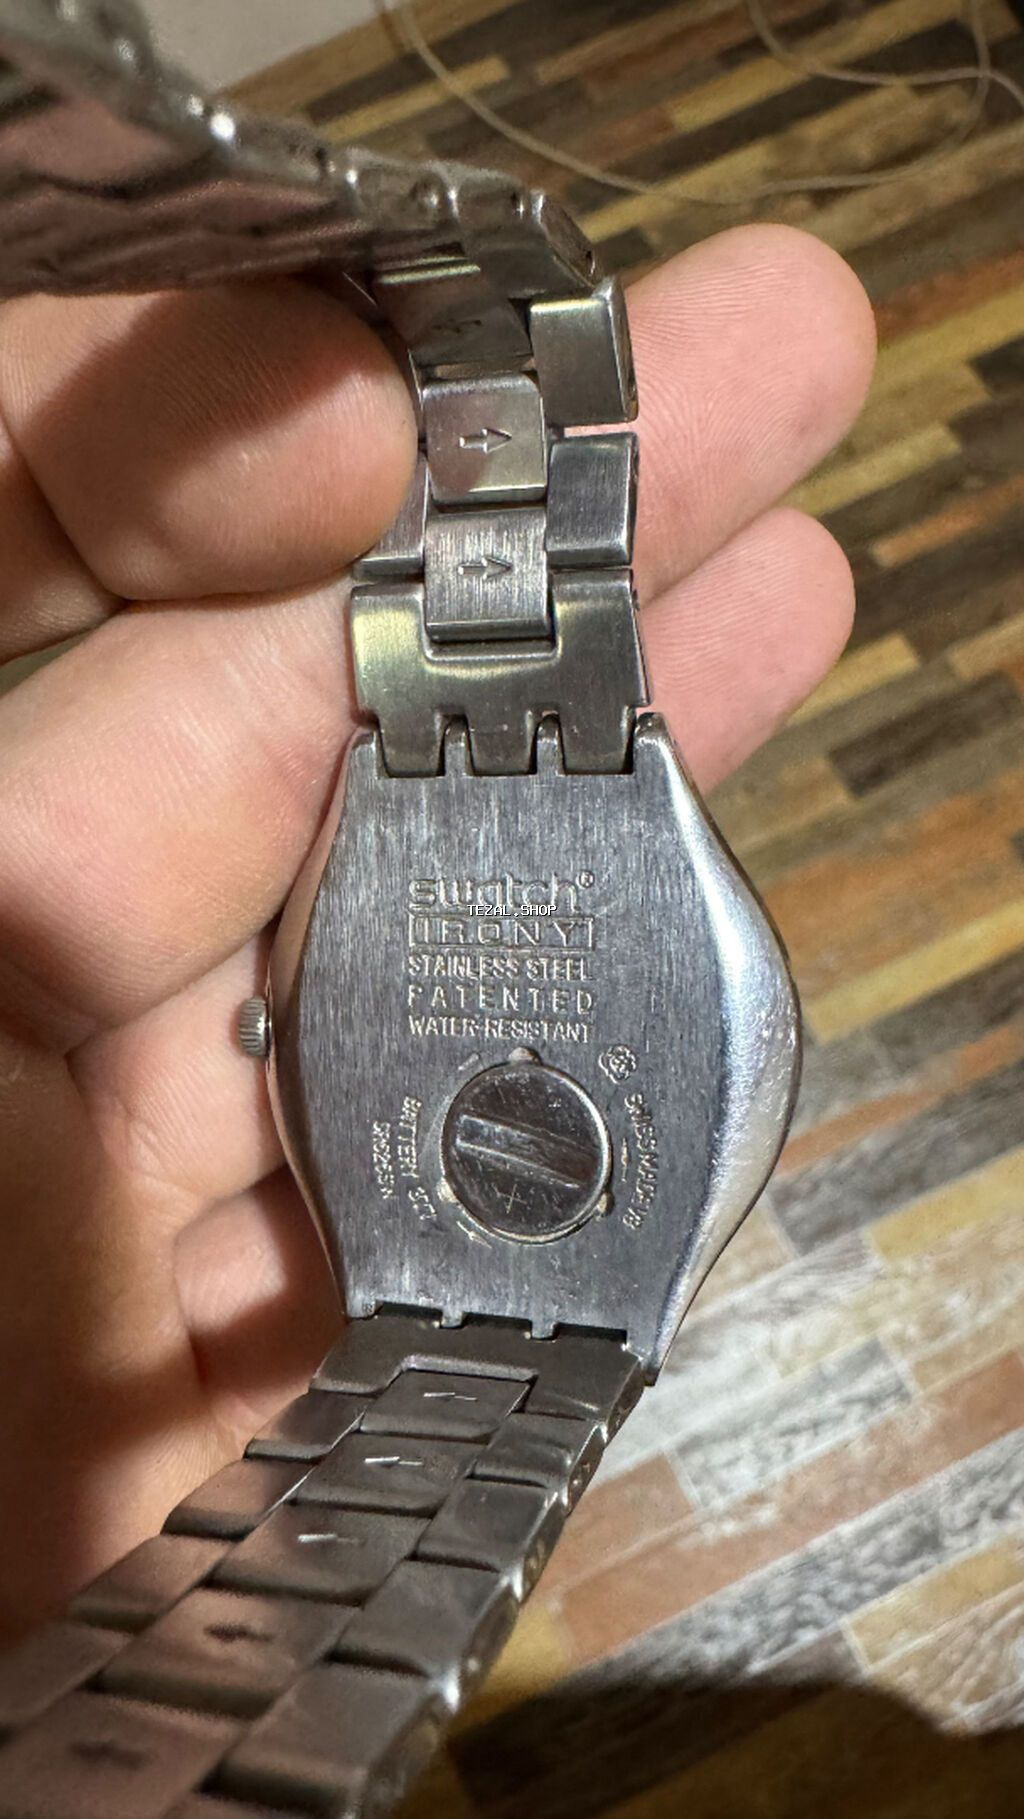 swatch®
TEZAL.SHOP
IRONY
STAINLESS STEEL
PATENTED
WATER-RESISTANT
BATTERY
SWISS MADE